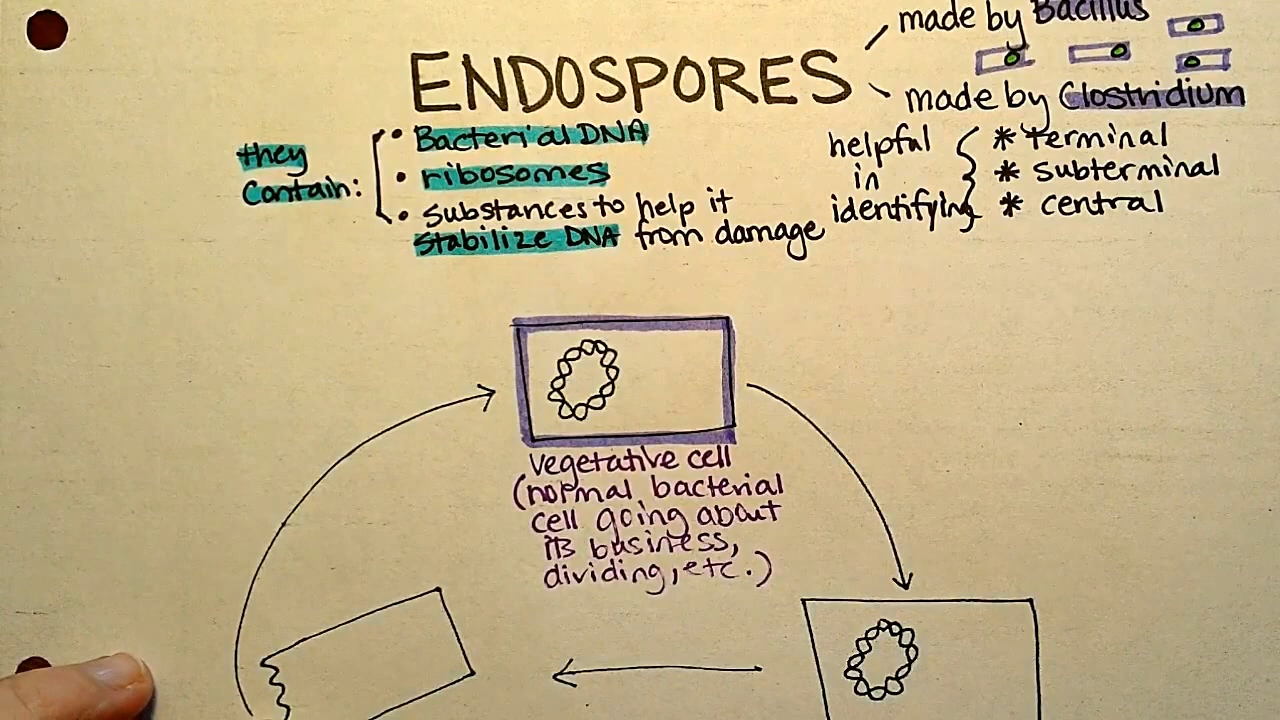 made by Bacillus
ENDOSPORES
made by Clostridium
they
contain:
• Bacterial DNA
• ribosomes
• substances to help it
stabilize DNA from damage
helpful
in
identifying
* terminal
* subterminal
* central
vegetative cell
(normal bacterial
cell going about
its business,
dividing, etc.)